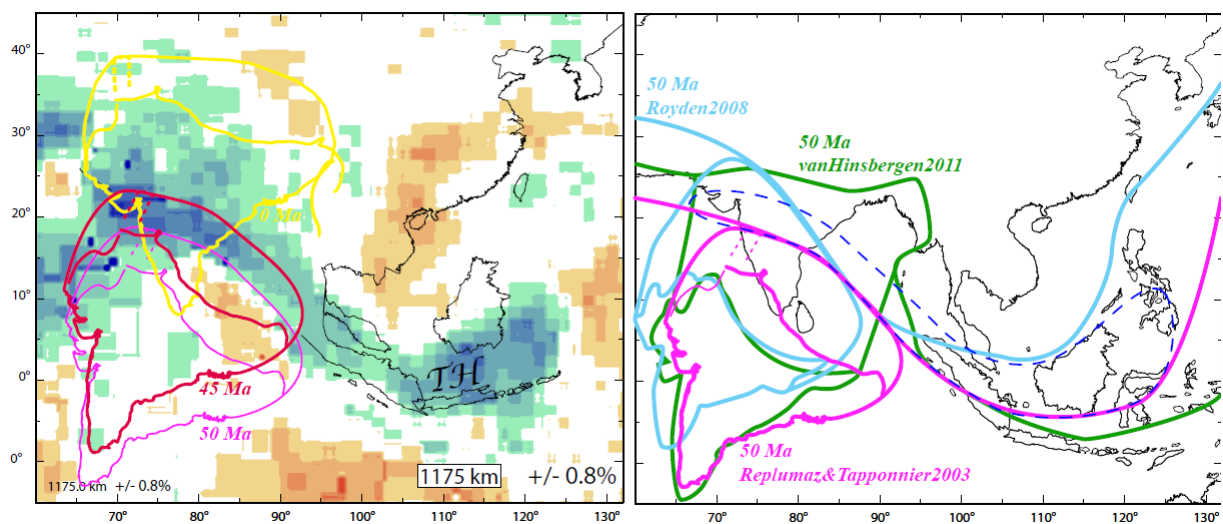 40°
30°
20°
10°
0°
0 Ma
45 Ma
50 Ma
TH
1175.0 km +/- 0.8%
1175 km
+/- 0.8%
70° 80° 90° 100° 110° 120° 130°
50 Ma
Royden2008
50 Ma
vanHinsbergen2011
50 Ma
Replumaz&Tapponnier2003
70° 80° 90° 100° 110° 120° 130°